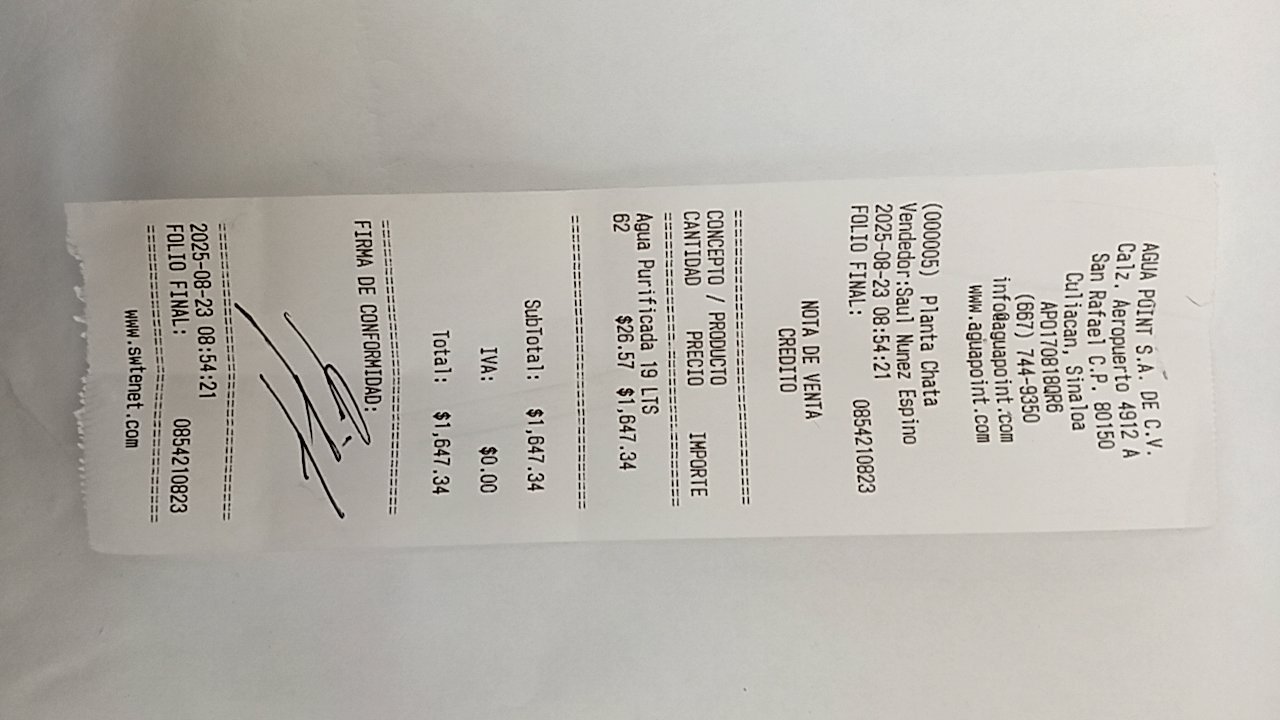 AGUA POINT S.A. DE C.V.
Calz. Aeropuerto 4912 A
San Rafael C.P. 80150
Culiacan, Sinaloa
APO170818QR6
(667) 744-9350
info@aguapoint.com
www.aguapoint.com
(000005) Planta Chata
Vendedor:Saul Nunez Espino
2025-08-23 08:54:21
FOLIO FINAL: 0854210823
NOTA DE VENTA
CREDITO
==============================
CONCEPTO / PRODUCTO
CANTIDAD PRECIO IMPORTE
==============================
Agua Purificada 19 LTS
62 $26.57 $1,647.34
==============================
SubTotal: $1,647.34
IVA: $0.00
Total: $1,647.34
==============================
FIRMA DE CONFORMIDAD:
==============================
2025-08-23 08:54:21
FOLIO FINAL: 0854210823
==============================
www.swtenet.com